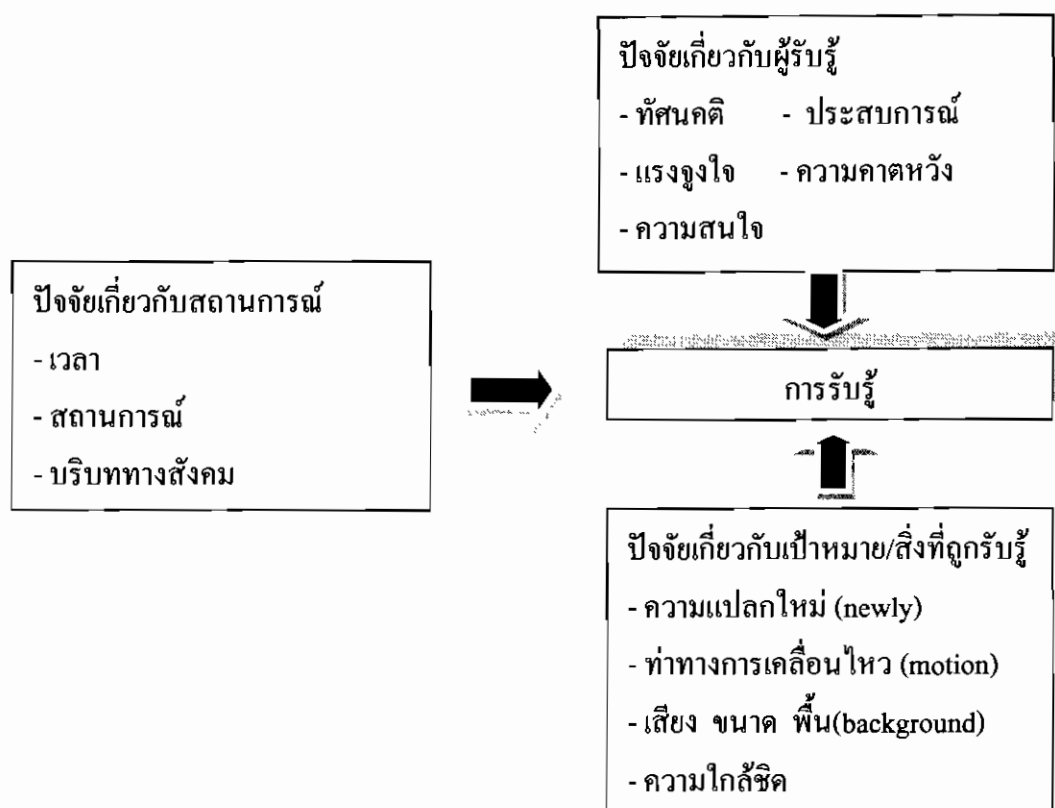 ปัจจัยเกี่ยวกับผู้รับรู้
- ทัศนคติ - ประสบการณ์
- แรงจูงใจ - ความคาตหวัง
- ความสนใจ
ปัจจัยเกี่ยวกับสถานการณ์
- เวลา
- สถานการณ์
- บริบททางสังคม
การรับรู้
ปัจจัยเกี่ยวกับเป้าหมาย/สิ่งที่ถูกรับรู้
- ความแปลกใหม่ (newly)
- ท่าทางการเคลื่อนไหว (motion)
- เสียง ขนาด พื้น(background)
- ความใกล้ชิด